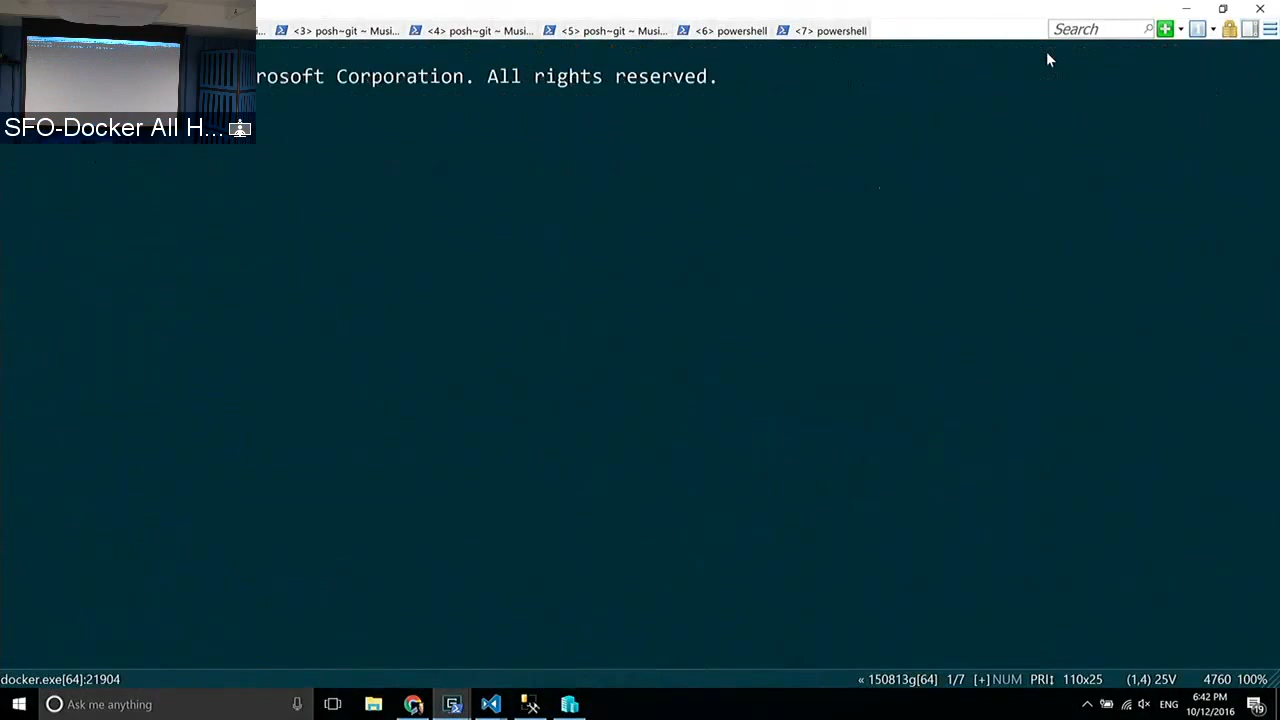 <3> posh~git ~ Musi... <4> posh~git ~ Musi... <5> posh~git ~ Musi... <6> powershell <7> powershell Search
rosoft Corporation. All rights reserved.
SFO-Docker All H...
docker.exe[64]:21904 « 150813g[64] 1/7 [+] NUM PRI↕ 110x25 (1,4) 25V 4760 100%
Ask me anything ENG 6:42 PM
10/12/2016 19